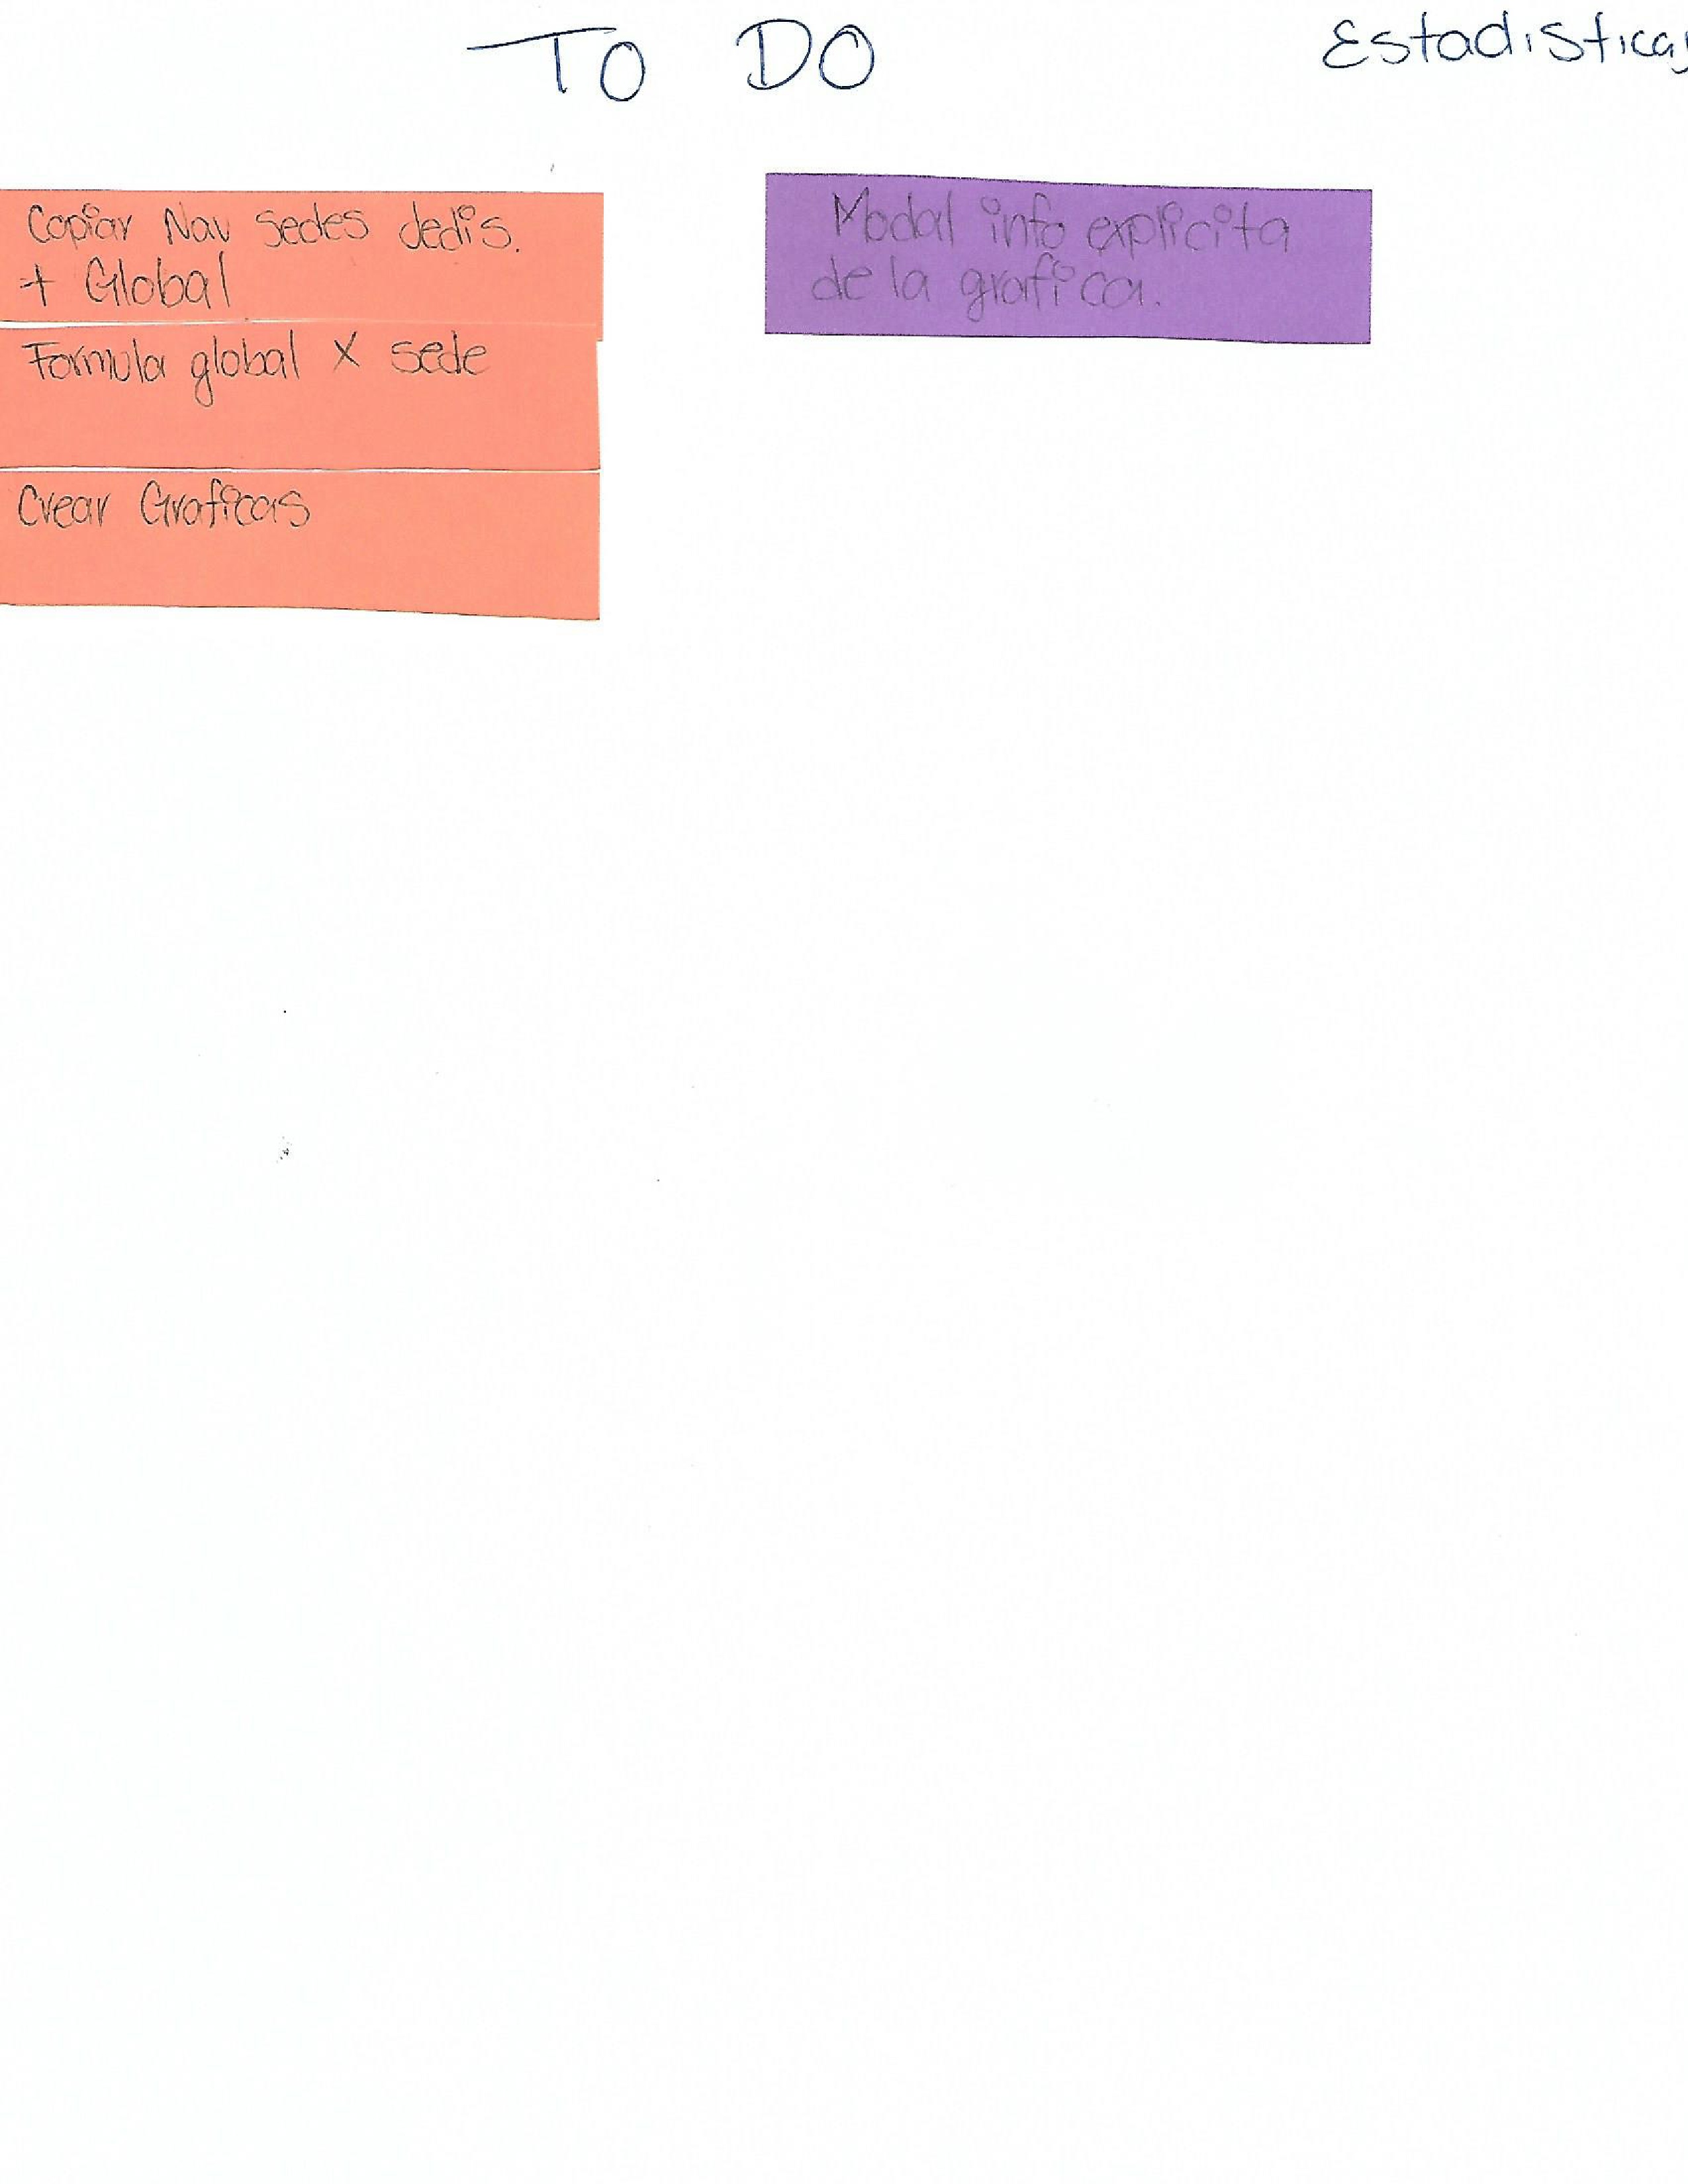 TO DO
Estadisticas
Copiar Nav sedes dedis.
+ Global
Formula global X sede
Crear Graficas
Modal info explicita
de la grafica.